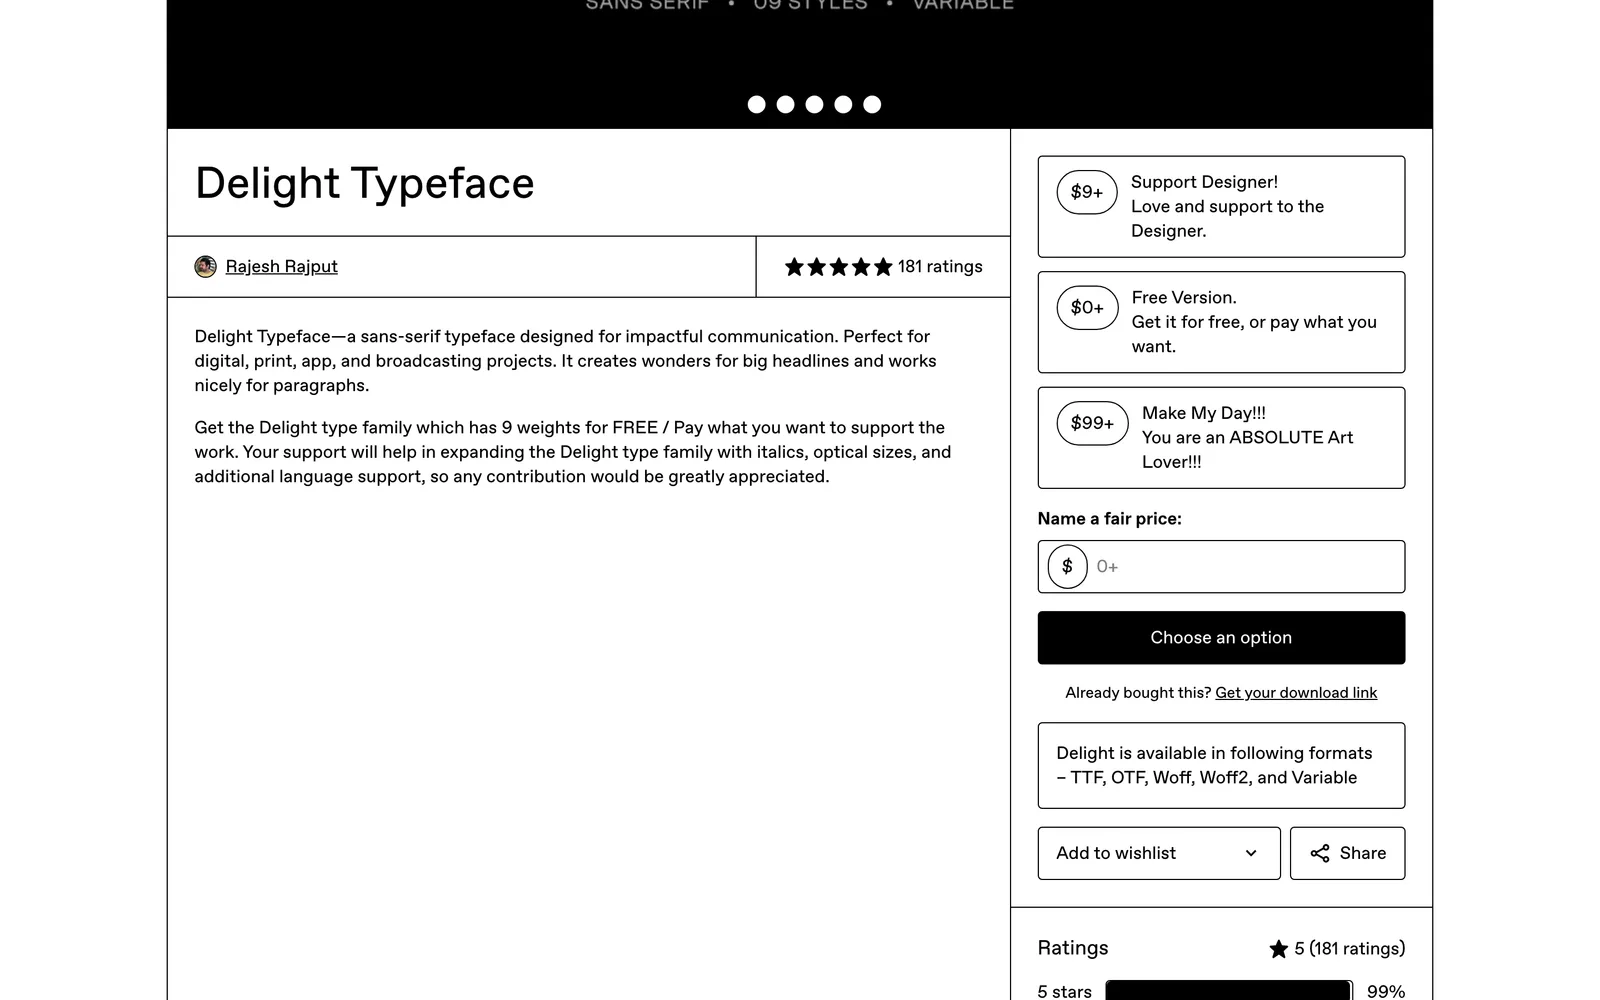 SANS SERIF • 09 STYLES • VARIABLE
Delight Typeface
Rajesh Rajput
181 ratings
Delight Typeface—a sans-serif typeface designed for impactful communication. Perfect for
digital, print, app, and broadcasting projects. It creates wonders for big headlines and works
nicely for paragraphs.
Get the Delight type family which has 9 weights for FREE / Pay what you want to support the
work. Your support will help in expanding the Delight type family with italics, optical sizes, and
additional language support, so any contribution would be greatly appreciated.
$9+
Support Designer!
Love and support to the
Designer.
$0+
Free Version.
Get it for free, or pay what you
want.
$99+
Make My Day!!!
You are an ABSOLUTE Art
Lover!!!
Name a fair price:
$ 0+
Choose an option
Already bought this? Get your download link
Delight is available in following formats
– TTF, OTF, Woff, Woff2, and Variable
Add to wishlist
Share
Ratings
5 (181 ratings)
5 stars
99%